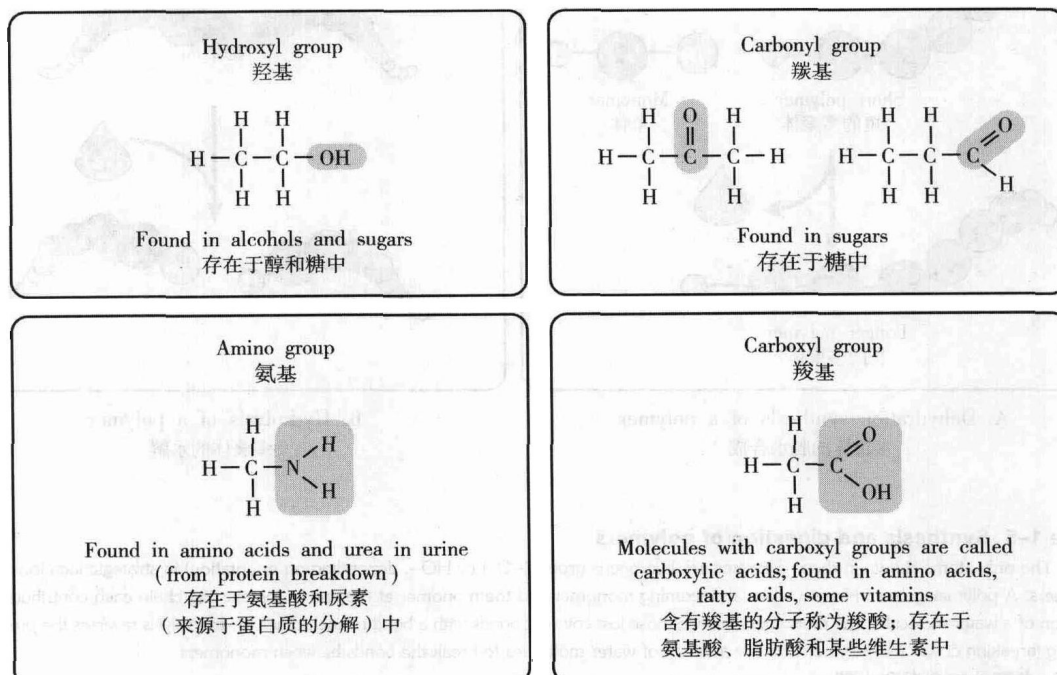 Hydroxyl group
羟基
H H
H–C–C–OH
H H
Found in alcohols and sugars
存在于醇和糖中
Carbonyl group
羰基
H O H
H–C–C–C–H
H H
H H O
H–C–C–C
H H H
Found in sugars
存在于糖中
Amino group
氨基
H H
H–C–N
H H
Found in amino acids and urea in urine
(from protein breakdown)
存在于氨基酸和尿素
(来源于蛋白质的分解)中
Carboxyl group
羧基
H O
H–C–C
H OH
Molecules with carboxyl groups are called
carboxylic acids; found in amino acids,
fatty acids, some vitamins
含有羧基的分子称为羧酸；存在于
氨基酸、脂肪酸和某些维生素中